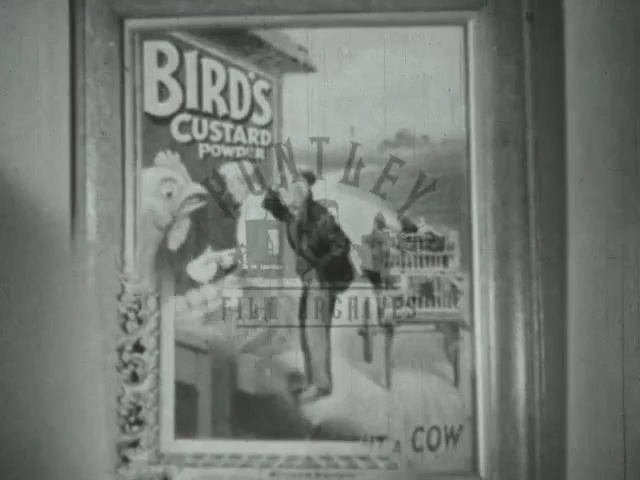 BIRD'S
CUSTARD
POWDER
HUNTLEY
FILM ARCHIVES
A COW